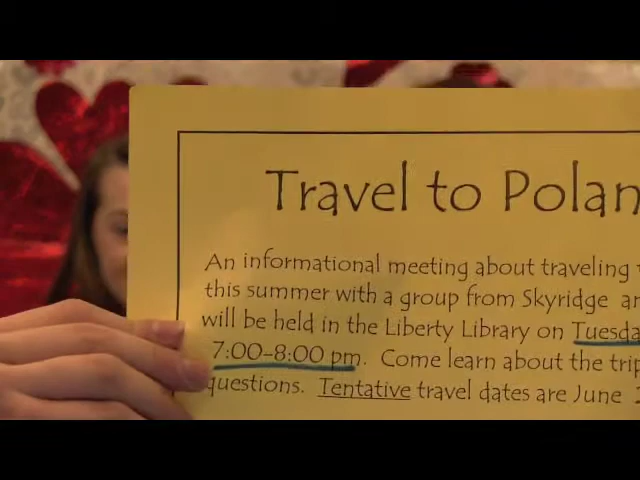 Travel to Polan
An informational meeting about traveling
this summer with a group from Skyridge an
will be held in the Liberty Library on Tuesda
7:00-8:00 pm. Come learn about the trip
questions. Tentative travel dates are June